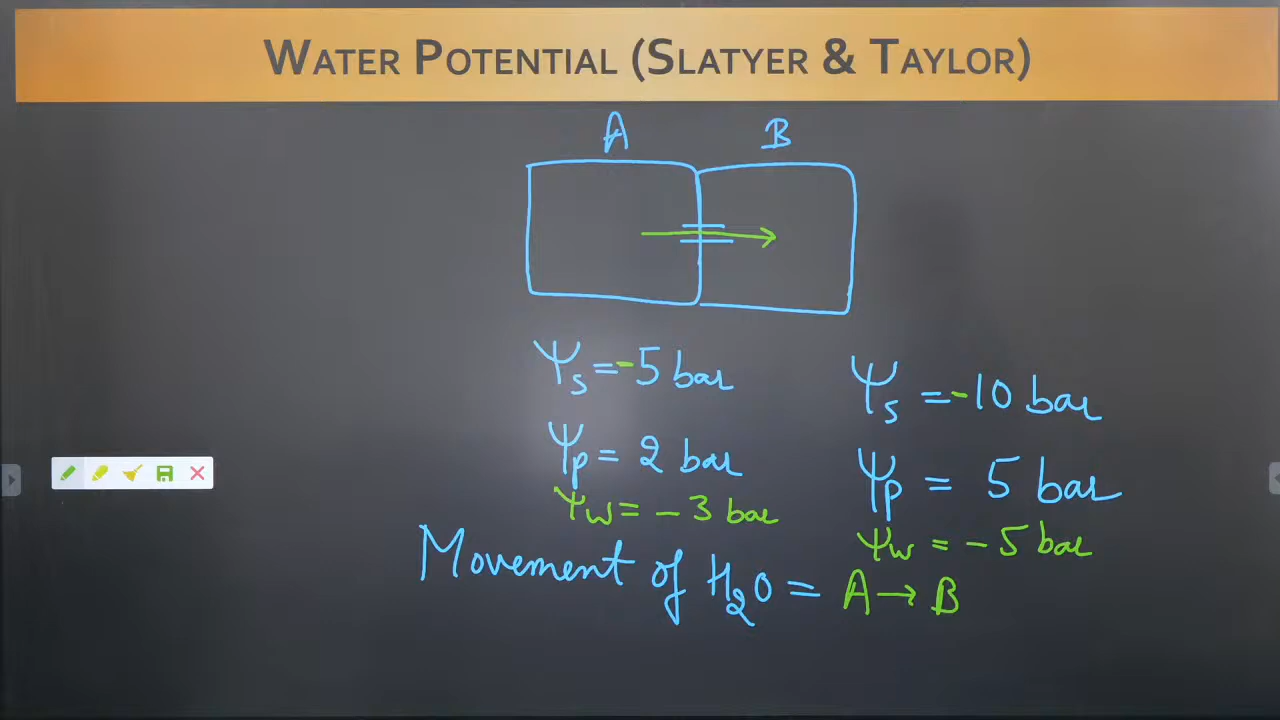 WATER POTENTIAL (SLATYER & TAYLOR)
A B
Ψs = -5 bar
Ψs = -10 bar
Ψp = 2 bar
Ψp = 5 bar
Ψw = -3 bar
Ψw = -5 bar
Movement of H2O = A → B